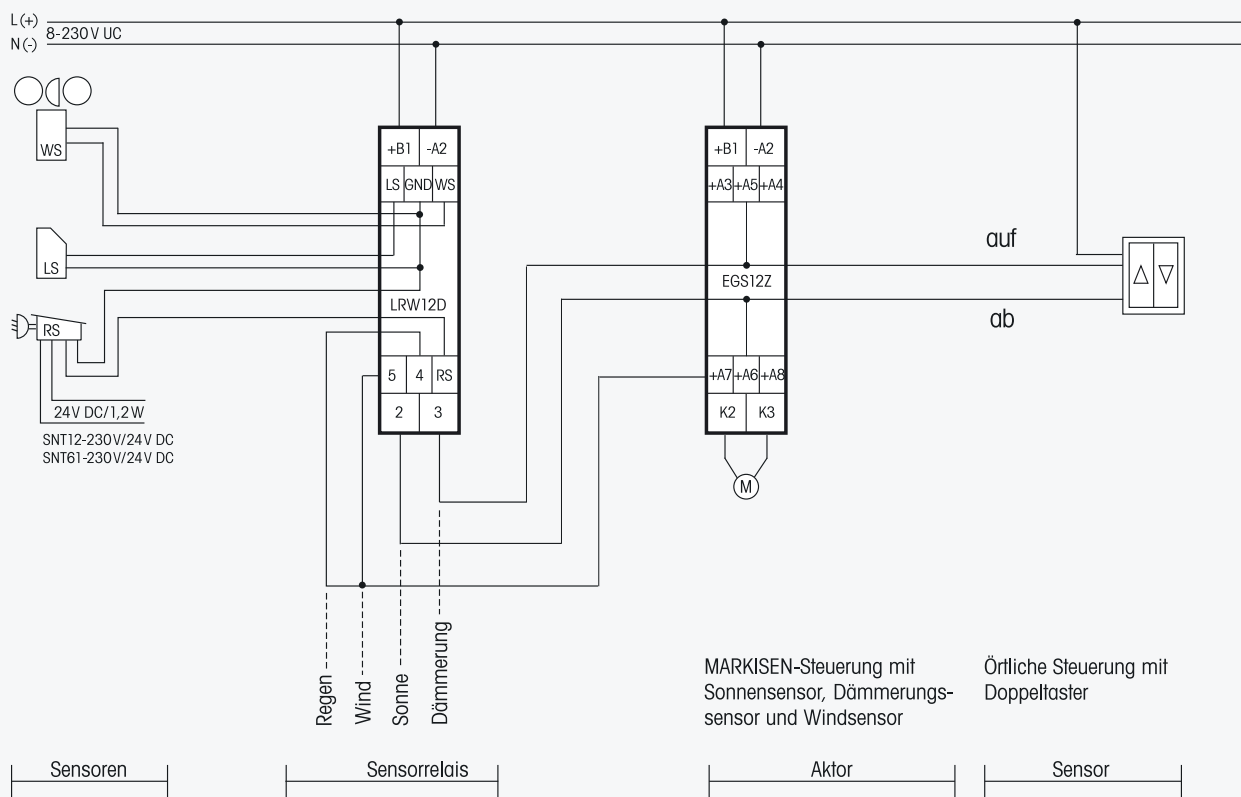 L(+)
8-230V UC
N(-)
WS
LS
RS
24V DC/1,2W
SNT12-230V/24V DC
SNT61-230V/24V DC
+B1 -A2
LS GND WS
LRW12D
5 4 RS
2 3
+B1 -A2
+A3 +A5 +A4
EGS12Z
+A7 +A6 +A8
K2 K3
M
auf
ab
Regen
Wind
Sonne
Dämmerung
MARKISEN-Steuerung mit
Sonnensensor, Dämmerungs-
sensor und Windsensor
Örtliche Steuerung mit
Doppeltaster
Sensoren
Sensorrelais
Aktor
Sensor